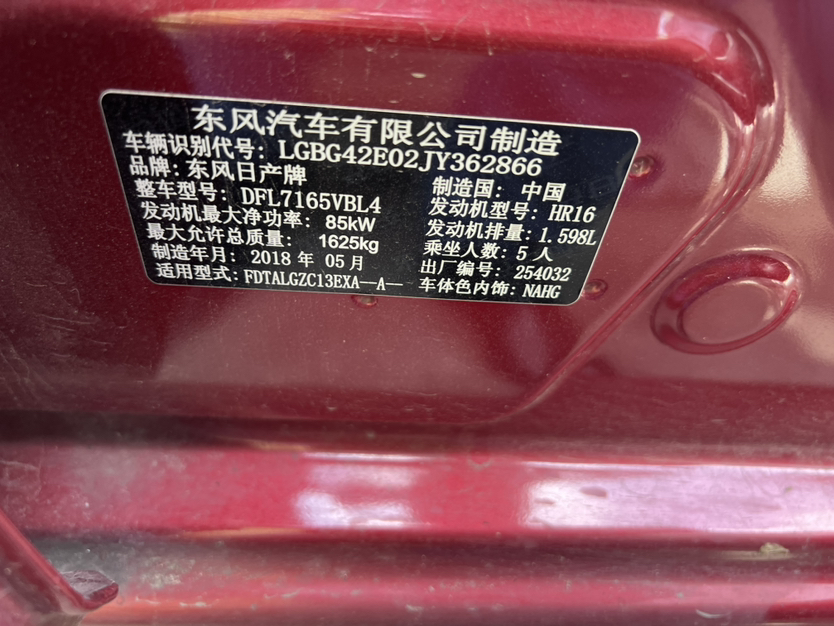 东风汽车有限公司制造
车辆识别代号: LGBG42E02JY362866
品牌: 东风日产牌 制造国: 中国
整车型号: DFL7165VBL4 发动机型号: HR16
发动机最大净功率: 85kW 发动机排量: 1.598L
最大允许总质量: 1625kg 乘坐人数: 5 人
制造年月: 2018 年 05 月 出厂编号: 254032
适用型式: FDTALGZC13EXA--A-- 车体色内饰: NAHG